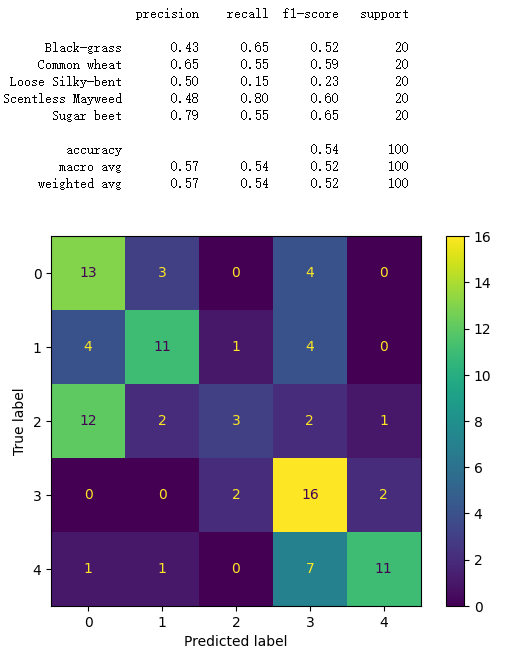 precision recall f1-score support
Black-grass 0.43 0.65 0.52 20
Common wheat 0.65 0.55 0.59 20
Loose Silky-bent 0.50 0.15 0.23 20
Scentless Mayweed 0.48 0.80 0.60 20
Sugar beet 0.79 0.55 0.65 20
accuracy 0.54 100
macro avg 0.57 0.54 0.52 100
weighted avg 0.57 0.54 0.52 100
16
0 13 3 0 4 0
14
12
1 4 11 1 4 0
10
True label
2 12 2 3 2 1
8
6
3 0 0 2 16 2
4
4 1 1 0 7 11
2
0
0 1 2 3 4
Predicted label